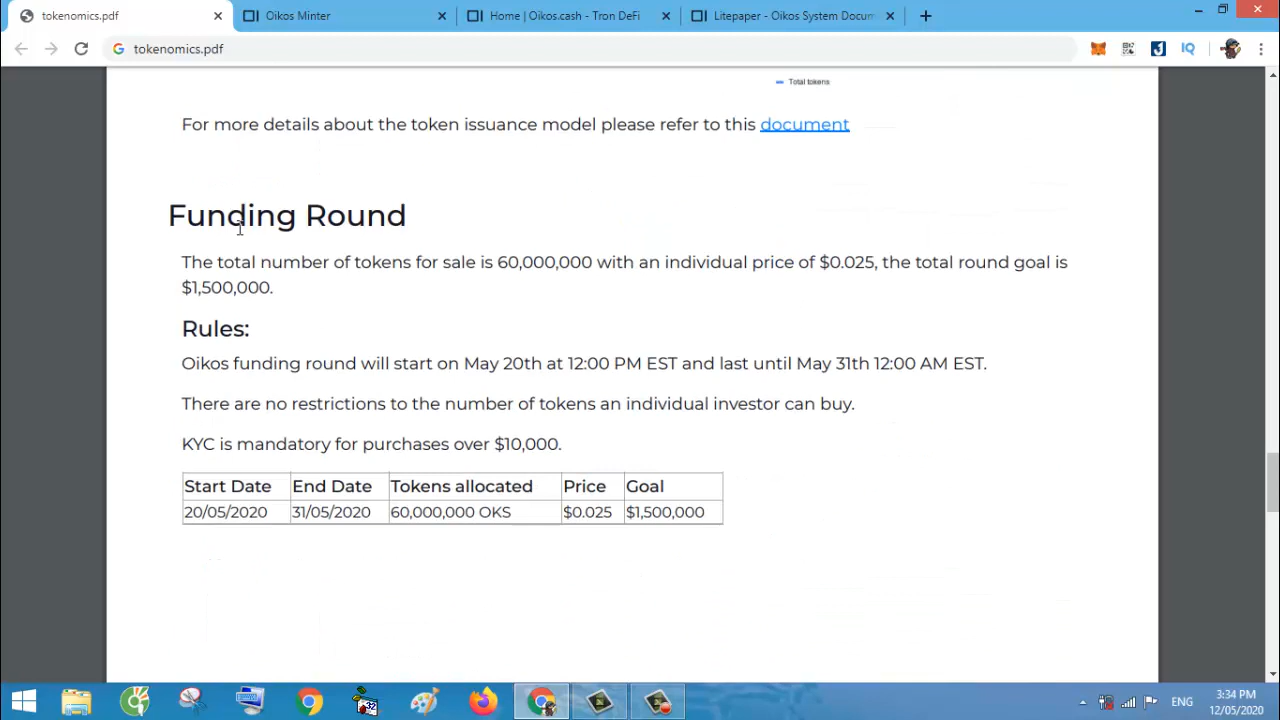 tokenomics.pdf
Oikos Minter
Home | Oikos.cash - Tron DeFi
Litepaper - Oikos System Docum
tokenomics.pdf
Total tokens
For more details about the token issuance model please refer to this document
Funding Round
The total number of tokens for sale is 60,000,000 with an individual price of $0.025, the total round goal is
$1,500,000.
Rules:
Oikos funding round will start on May 20th at 12:00 PM EST and last until May 31th 12:00 AM EST.
There are no restrictions to the number of tokens an individual investor can buy.
KYC is mandatory for purchases over $10,000.
Start Date End Date Tokens allocated Price Goal
20/05/2020 31/05/2020 60,000,000 OKS $0.025 $1,500,000
ENG
3:34 PM
12/05/2020